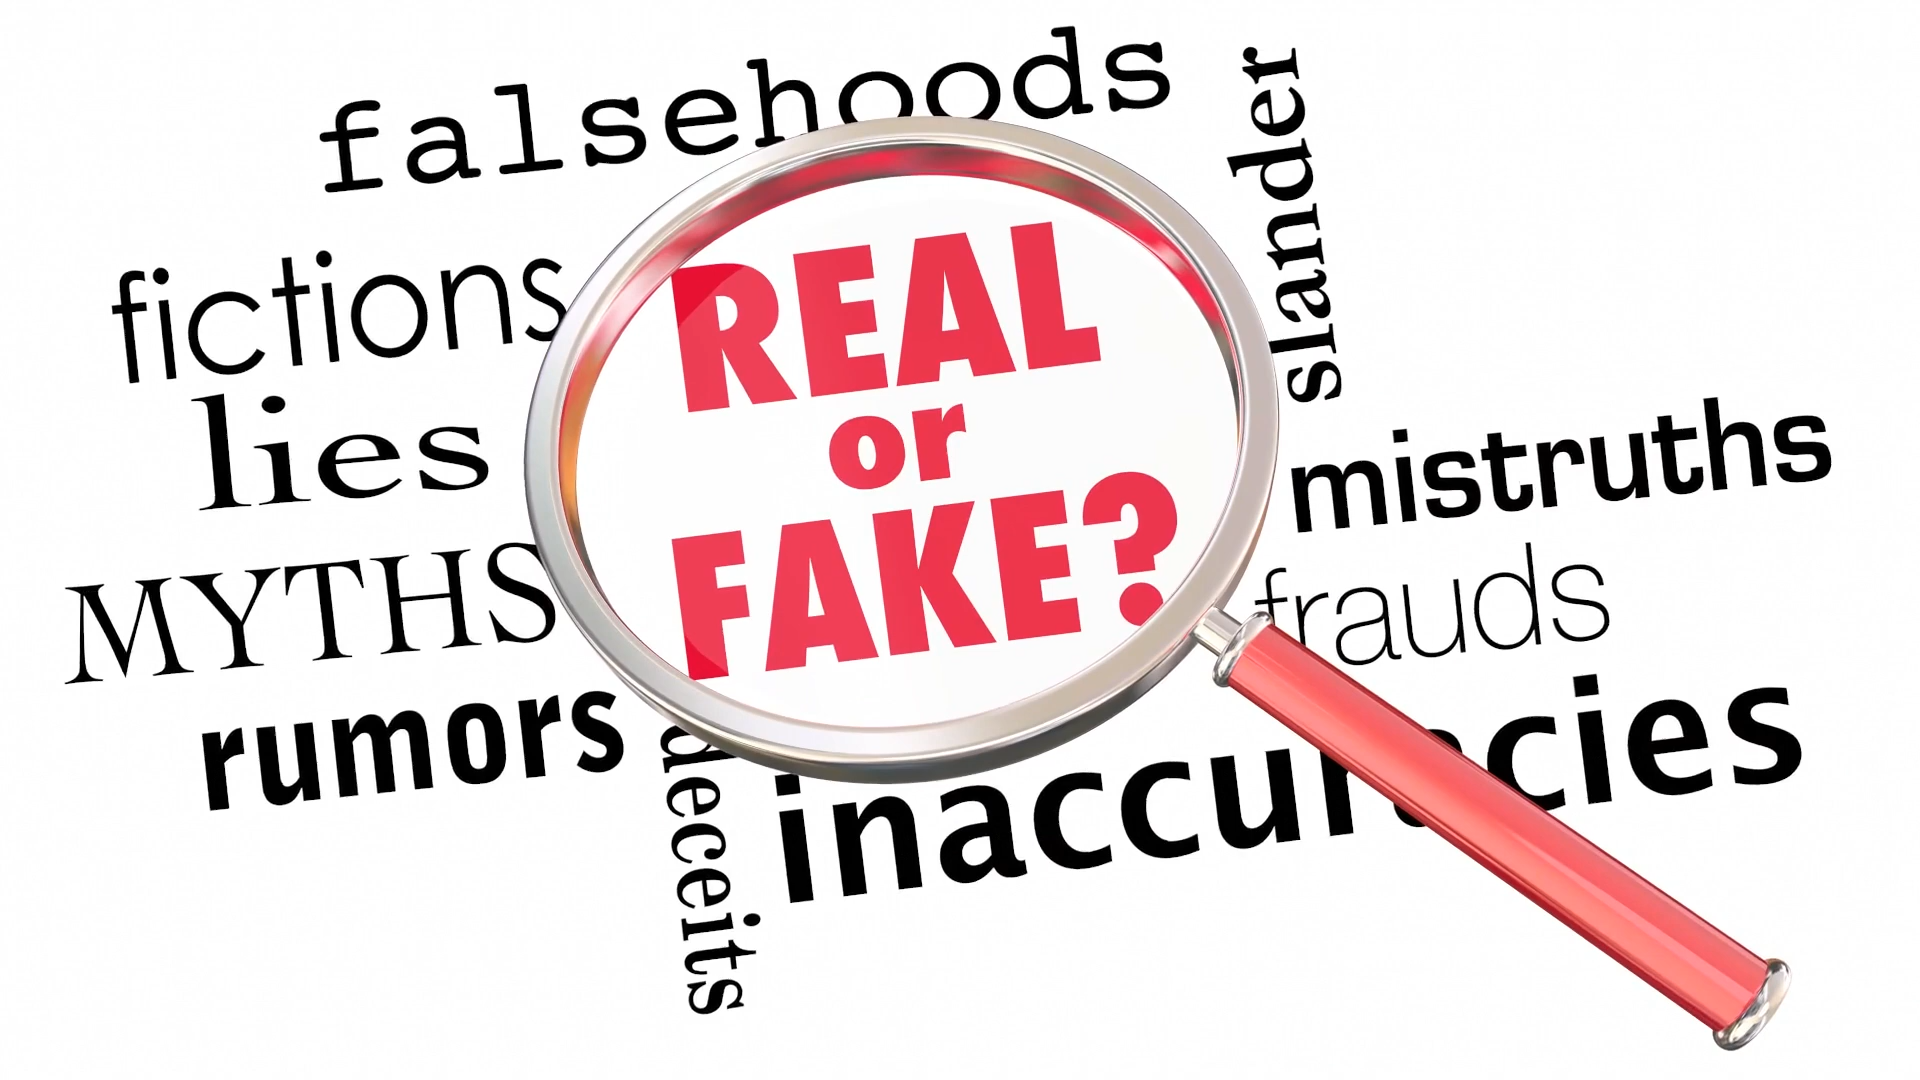 falsehoods
slander
fictions
REAL
or
FAKE?
lies
mistruths
MYTHS
frauds
rumors
deceits
inaccuracies